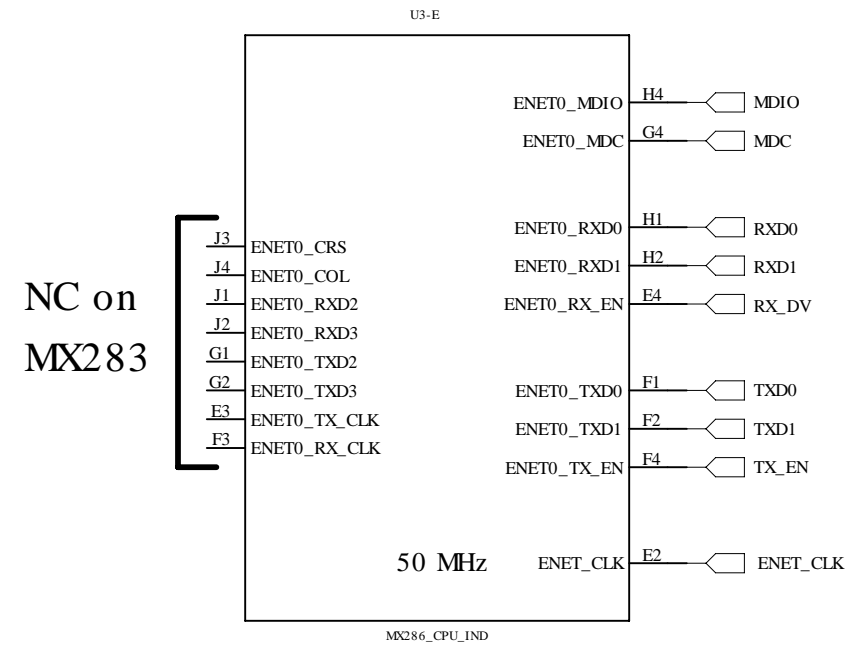 U3-E
ENET0_MDIO H4 MDIO
ENET0_MDC G4 MDC
ENET0_RXD0 H1 RXD0
J3 ENET0_CRS
ENET0_RXD1 H2 RXD1
J4 ENET0_COL
NC on
J1 ENET0_RXD2
ENET0_RX_EN E4 RX_DV
J2 ENET0_RXD3
MX283
G1 ENET0_TXD2
G2 ENET0_TXD3
ENET0_TXD0 F1 TXD0
E3 ENET0_TX_CLK
ENET0_TXD1 F2 TXD1
F3 ENET0_RX_CLK
ENET0_TX_EN F4 TX_EN
50 MHz
ENET_CLK E2 ENET_CLK
MX286_CPU_IND